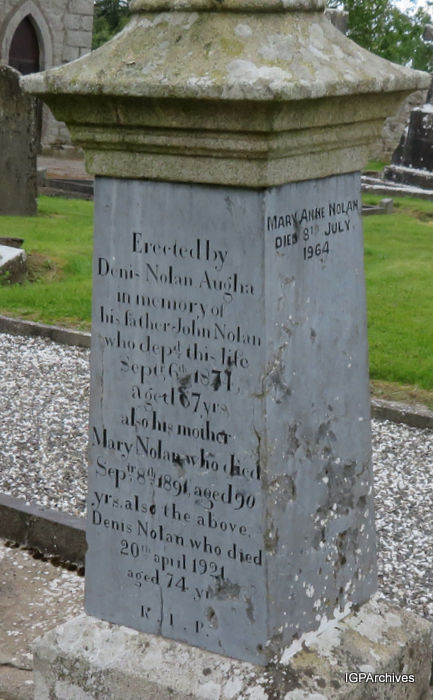 Erected by
Denis Nolan Augha
in memory of
his father John Nolan
who depd. this life
Septr. 6th 1871,
aged 67 yrs,
also his mother
Mary Nolan who died
Sepr. 8th 1891, aged 90
yrs. also the above,
Denis Nolan who died
20th april 1921
aged 74 yrs.
R.I.P.
MARY ANNE NOLAN
DIED 8TH JULY
1964
IGPArchives